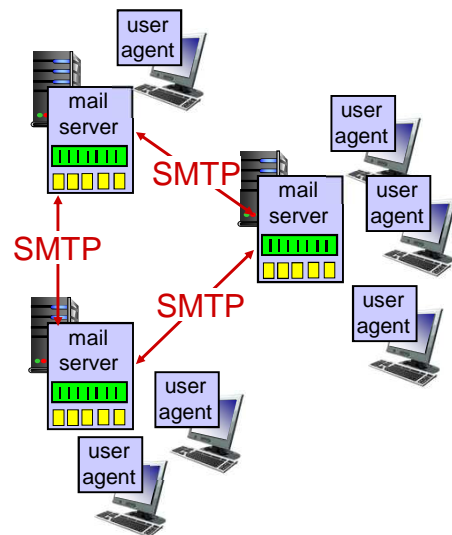 user
agent
mail
server
SMTP
mail
server
user
agent
user
agent
user
agent
SMTP
SMTP
mail
server
user
agent
user
agent